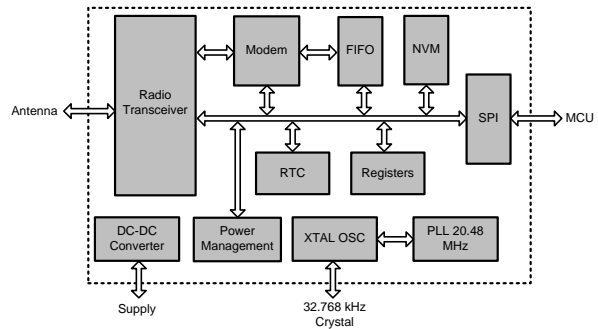 Modem
FIFO
NVM
Radio
Transceiver
Antenna
SPI
MCU
RTC
Registers
DC-DC
Converter
Power
Management
XTAL OSC
PLL 20.48
MHz
Supply
32.768 kHz
Crystal